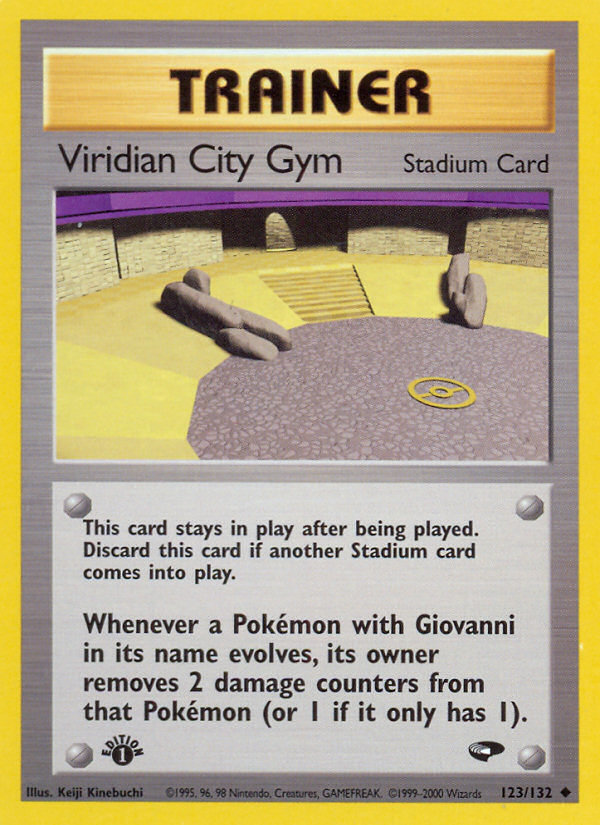 TRAINER
Viridian City Gym Stadium Card
This card stays in play after being played.
Discard this card if another Stadium card
comes into play.
Whenever a Pokémon with Giovanni
in its name evolves, its owner
removes 2 damage counters from
that Pokémon (or 1 if it only has 1).
EDITION
1
Illus. Keiji Kinebuchi ©1995, 96, 98 Nintendo, Creatures, GAMEFREAK. ©1999-2000 Wizards 123/132